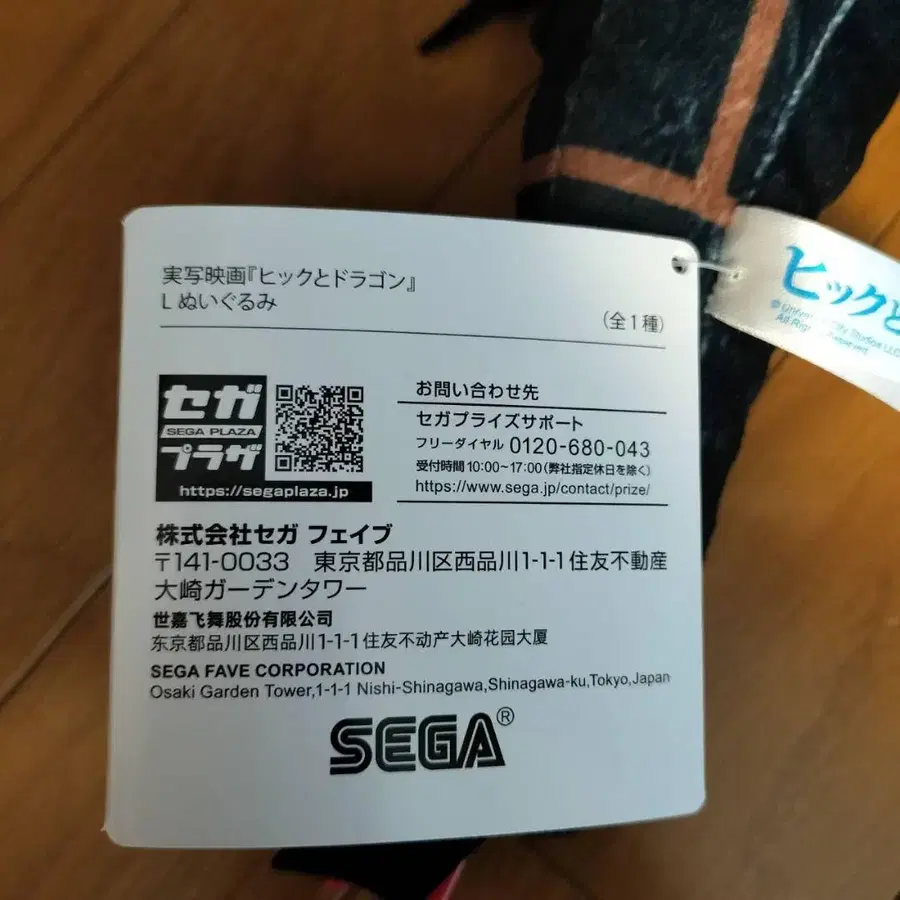 実写映画『ヒックとドラゴン』
L ぬいぐるみ
(全1種)
セガ
SEGA PLAZA
プラザ
https://segaplaza.jp
お問い合わせ先
セガプライズサポート
フリーダイヤル 0120-680-043
受付時間 10:00～17:00 (弊社指定休日を除く)
https://www.sega.jp/contact/prize/
株式会社セガ フェイブ
〒141-0033 東京都品川区西品川1-1-1住友不動産
大崎ガーデンタワー
世嘉飞舞股份有限公司
东京都品川区西品川1-1-1住友不动产大崎花园大厦
SEGA FAVE CORPORATION
Osaki Garden Tower,1-1-1 Nishi-Shinagawa,Shinagawa-ku,Tokyo,Japan
SEGA®
ヒックと
© City Studios LLC
All